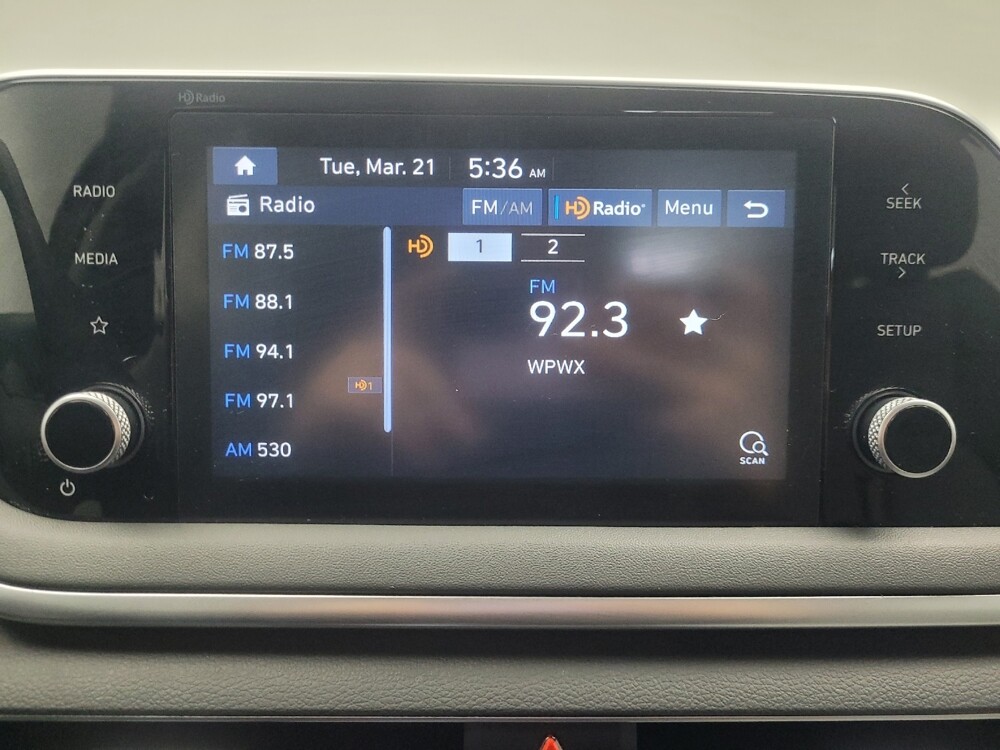 HD Radio
Tue, Mar. 21 5:36 AM
RADIO
Radio FM/AM HD Radio Menu
MEDIA
FM 87.5
FM 88.1
FM 94.1
FM 97.1 HD1
AM 530
HD 1 2
FM
92.3
WPWX
SCAN
SEEK
TRACK
SETUP